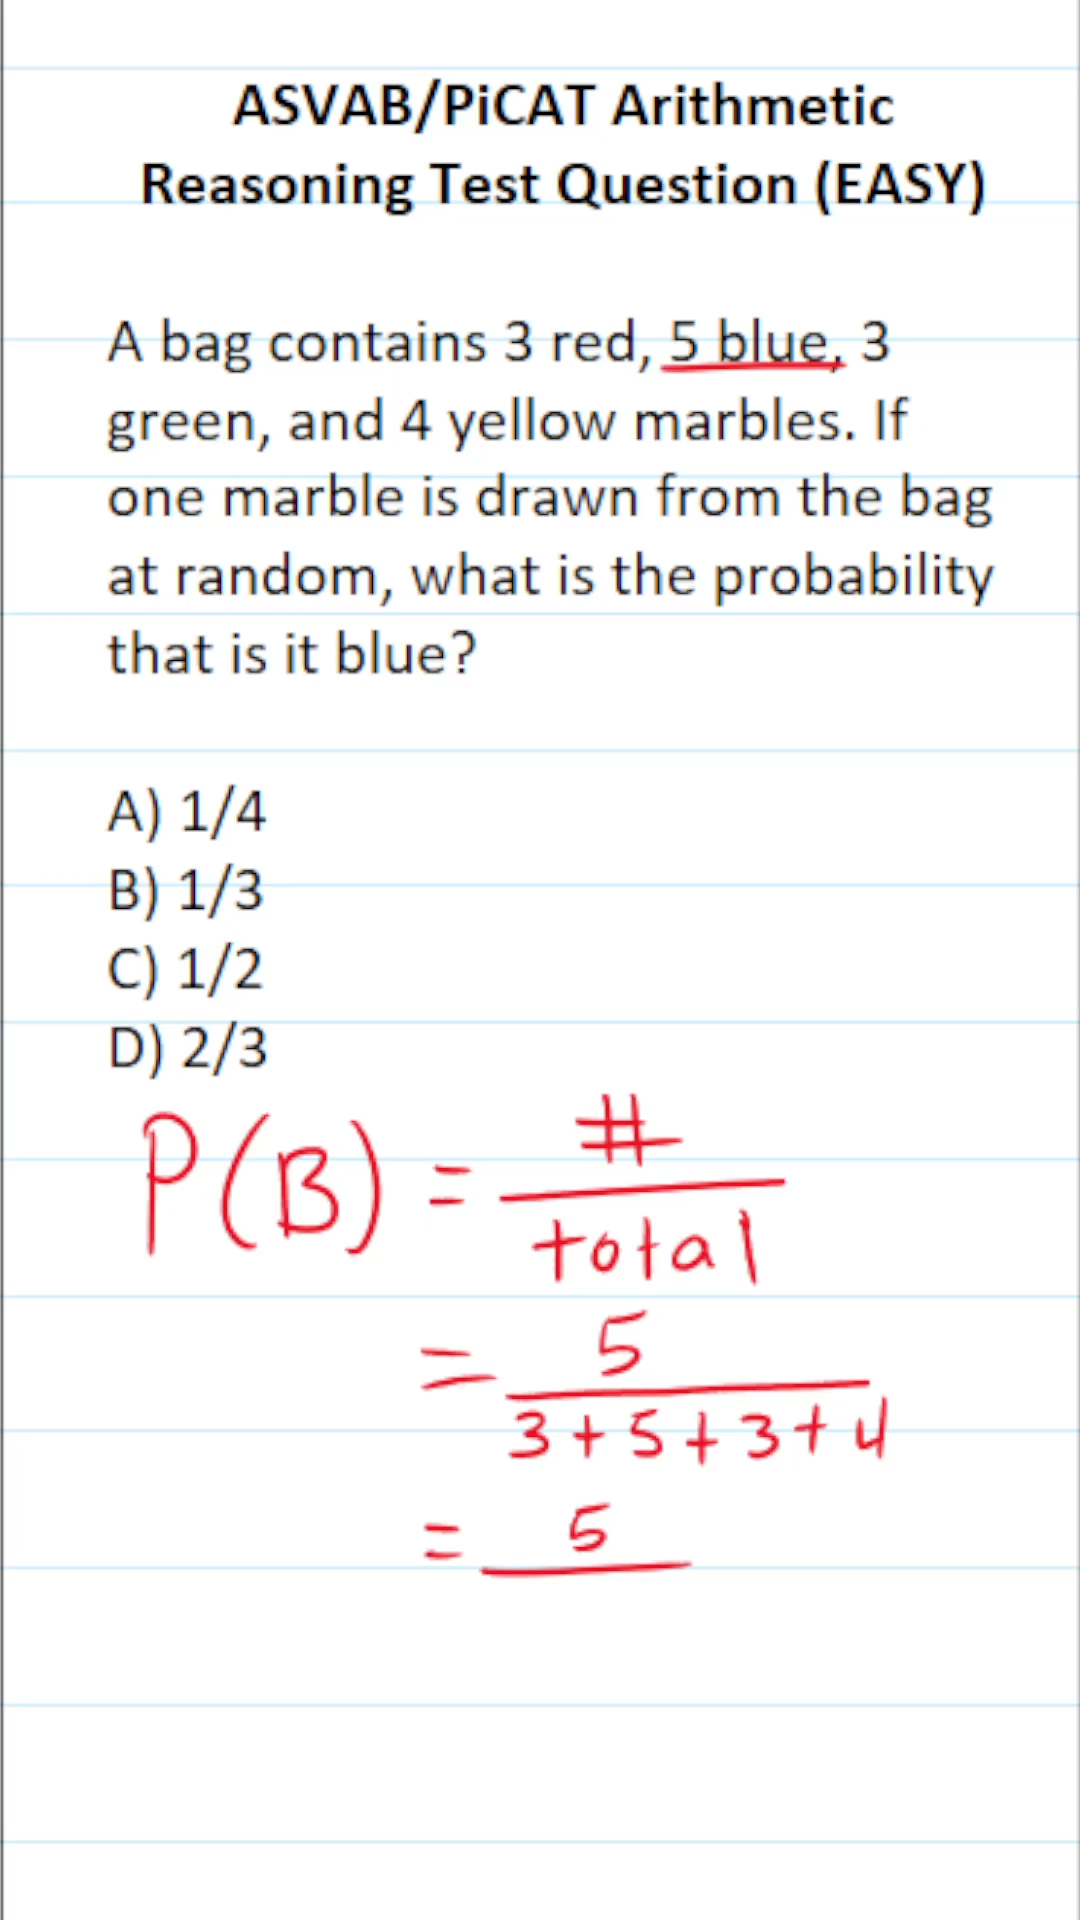 ASVAB/PiCAT Arithmetic
Reasoning Test Question (EASY)
A bag contains 3 red, 5 blue, 3
green, and 4 yellow marbles. If
one marble is drawn from the bag
at random, what is the probability
that is it blue?
A) 1/4
B) 1/3
C) 1/2
D) 2/3
P(B) = #
total
= 5
3+5+3+4
= 5